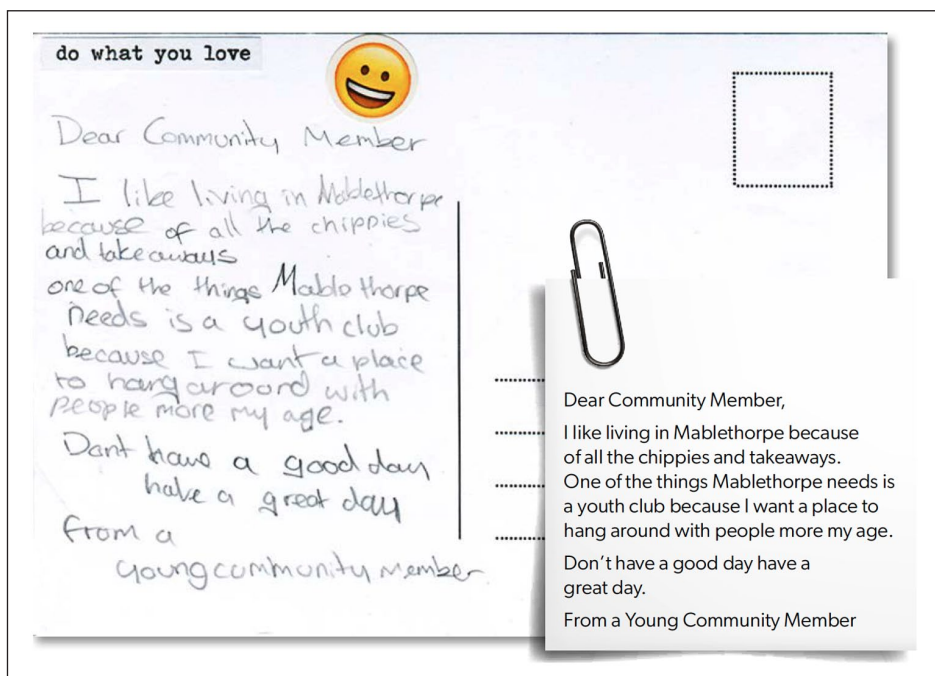 do what you love
Dear Community Member
I like living in Mablethorpe
because of all the chippies
and takeaways
one of the things Mablethorpe
needs is a youth club
because I want a place
to hang aroord with
people more my age.
Dant have a good day
have a great day
from a
young community member
Dear Community Member,
I like living in Mablethorpe because
of all the chippies and takeaways.
One of the things Mablethorpe needs is
a youth club because I want a place to
hang around with people more my age.
Don't have a good day have a
great day.
From a Young Community Member